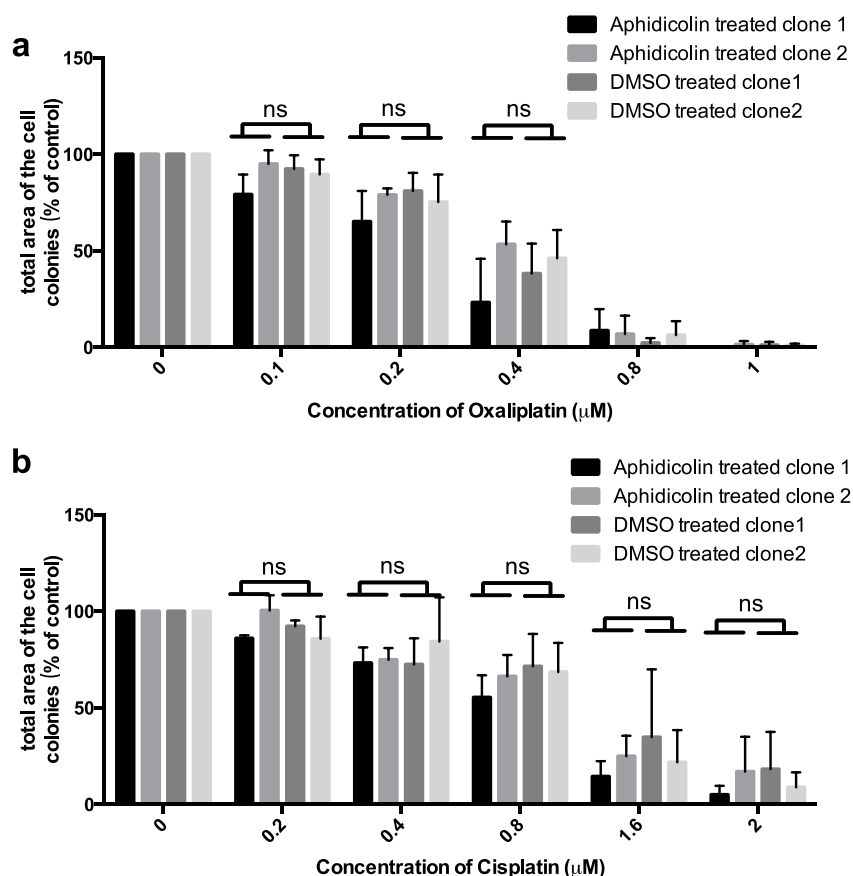 a
Aphidicolin treated clone 1
Aphidicolin treated clone 2
DMSO treated clone1
DMSO treated clone2
total area of the cell
colonies (% of control)
150
100
50
0
ns
ns
ns
0
0.1
0.2
0.4
0.8
1
Concentration of Oxaliplatin (μM)
b
Aphidicolin treated clone 1
Aphidicolin treated clone 2
DMSO treated clone1
DMSO treated clone2
total area of the cell
colonies (% of control)
150
100
50
0
ns
ns
ns
ns
ns
0
0.2
0.4
0.8
1.6
2
Concentration of Cisplatin (μM)